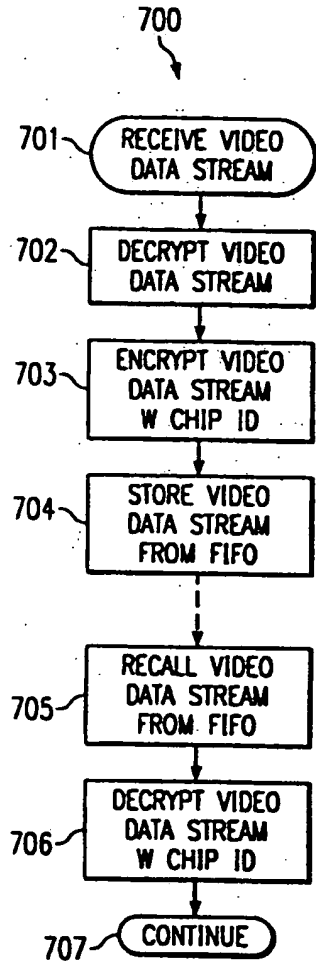 700
701
RECEIVE VIDEO
DATA STREAM
702
DECRYPT VIDEO
DATA STREAM
703
ENCRYPT VIDEO
DATA STREAM
W CHIP ID
704
STORE VIDEO
DATA STREAM
FROM FIFO
705
RECALL VIDEO
DATA STREAM
FROM FIFO
706
DECRYPT VIDEO
DATA STREAM
W CHIP ID
707
CONTINUE